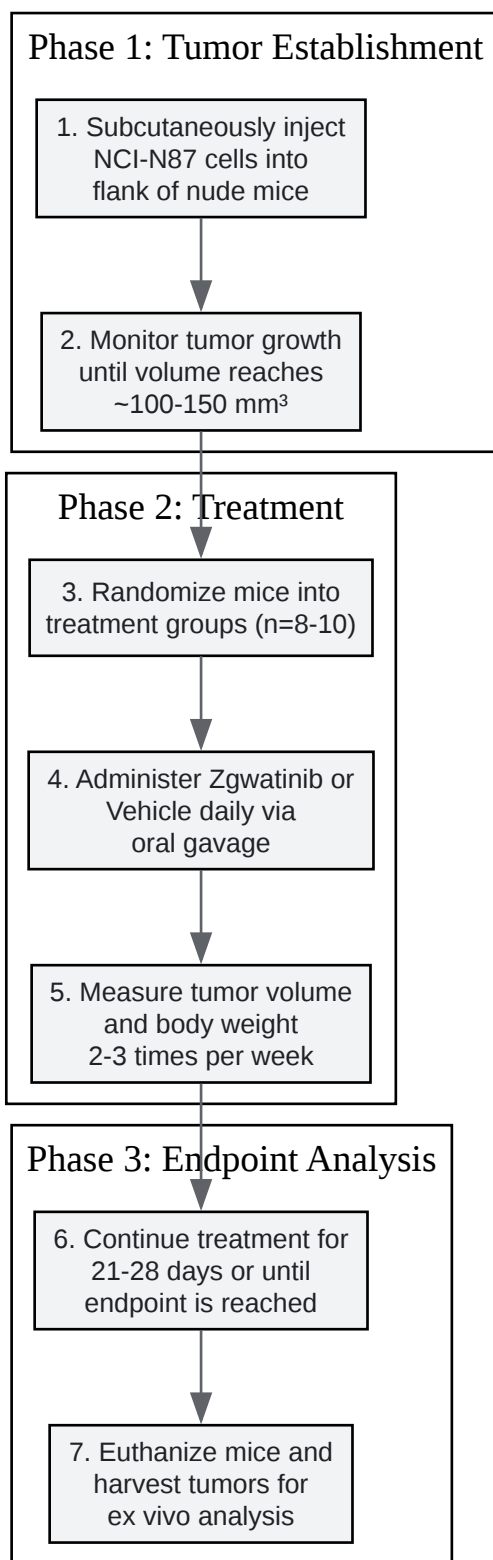 Phase 1: Tumor Establishment
1. Subcutaneously inject
NCI-N87 cells into
flank of nude mice
2. Monitor tumor growth
until volume reaches
~100-150 mm³
Phase 2: Treatment
3. Randomize mice into
treatment groups (n=8-10)
4. Administer Zgwatinib or
Vehicle daily via
oral gavage
5. Measure tumor volume
and body weight
2-3 times per week
Phase 3: Endpoint Analysis
6. Continue treatment for
21-28 days or until
endpoint is reached
7. Euthanize mice and
harvest tumors for
ex vivo analysis